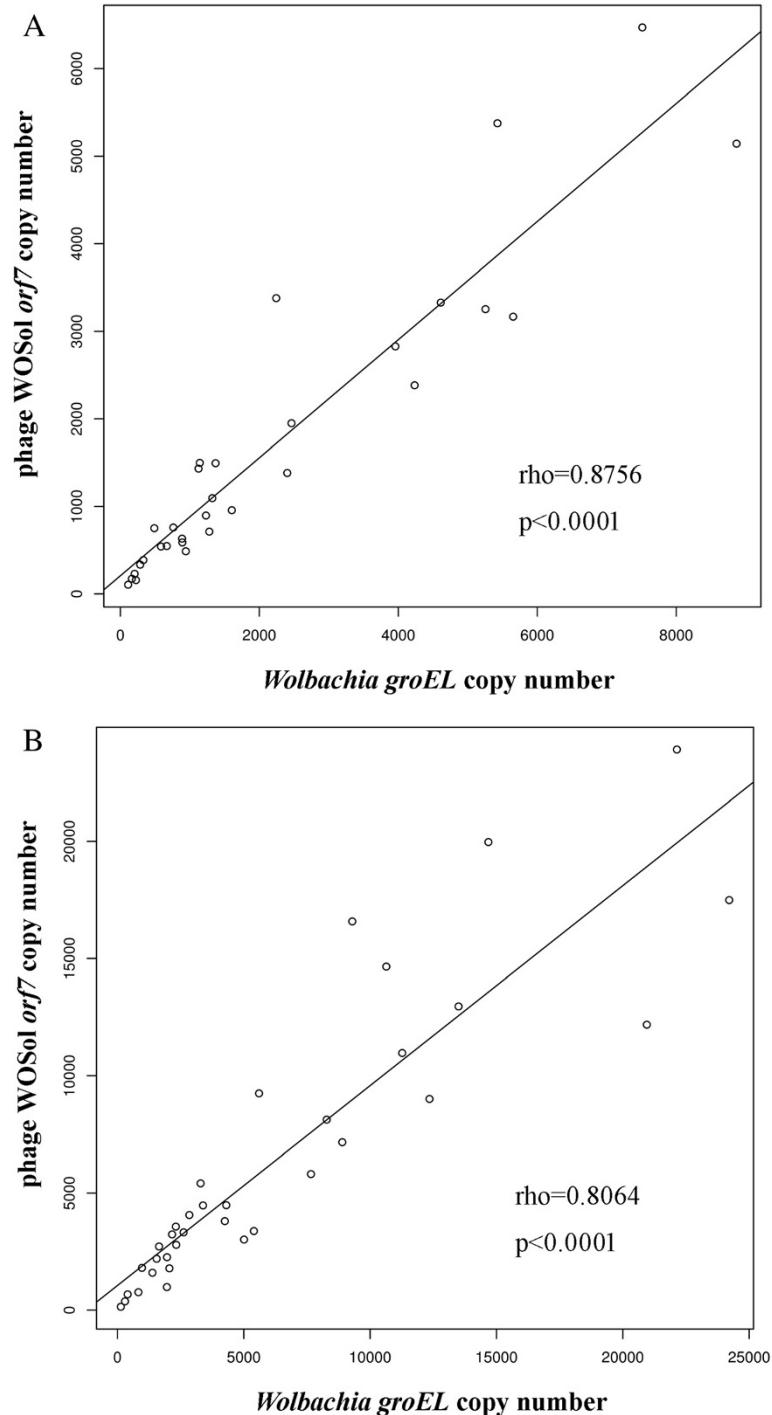 A
phage WOSol orf7 copy number
6000
5000
4000
3000
2000
1000
0
rho=0.8756
p<0.0001
0 2000 4000 6000 8000
Wolbachia groEL copy number
B
phage WOSol orf7 copy number
20000
15000
10000
5000
0
rho=0.8064
p<0.0001
0 5000 10000 15000 20000 25000
Wolbachia groEL copy number